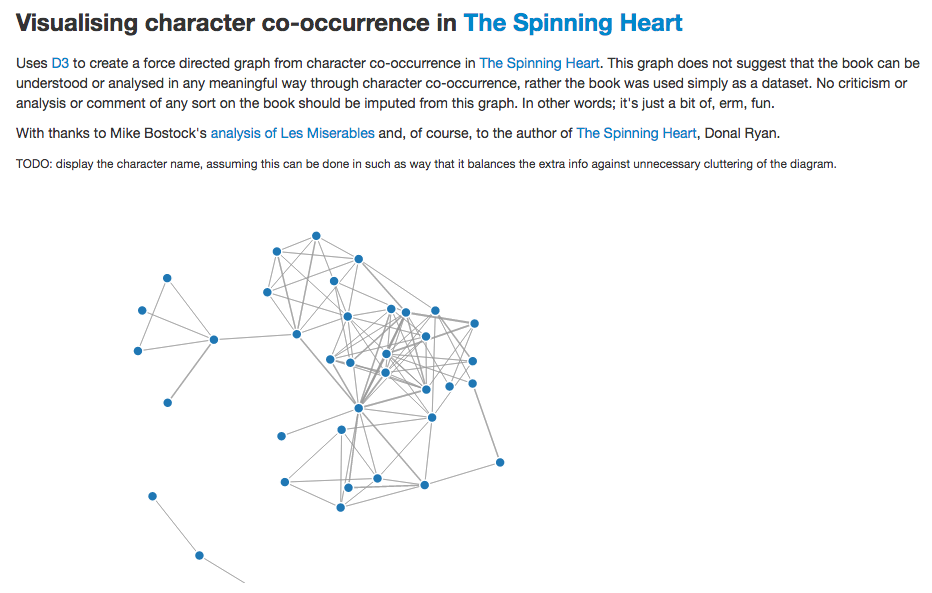 Visualising character co-occurrence in The Spinning Heart
Uses D3 to create a force directed graph from character co-occurrence in The Spinning Heart. This graph does not suggest that the book can be
understood or analysed in any meaningful way through character co-occurrence, rather the book was used simply as a dataset. No criticism or
analysis or comment of any sort on the book should be imputed from this graph. In other words; it's just a bit of, erm, fun.
With thanks to Mike Bostock's analysis of Les Miserables and, of course, to the author of The Spinning Heart, Donal Ryan.
TODO: display the character name, assuming this can be done in such as way that it balances the extra info against unnecessary cluttering of the diagram.